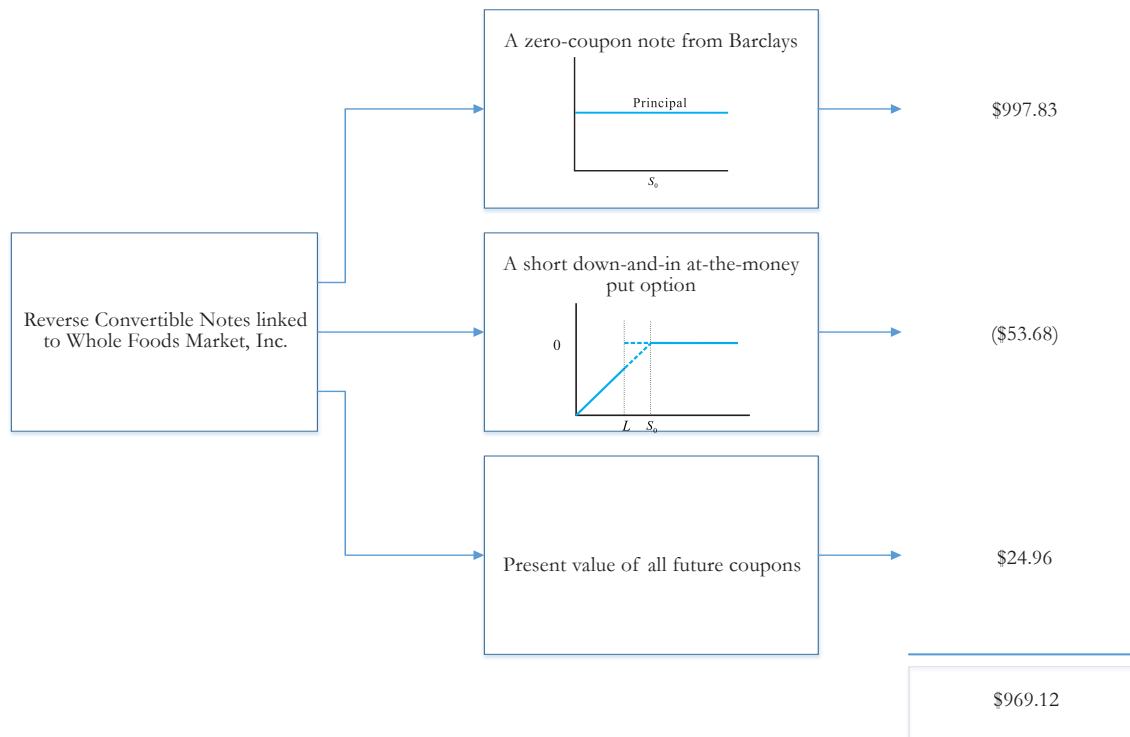 A zero-coupon note from Barclays
Principal
S₀
$997.83
Reverse Convertible Notes linked
to Whole Foods Market, Inc.
A short down-and-in at-the-money
put option
0
L S₀
($53.68)
Present value of all future coupons
$24.96
$969.12